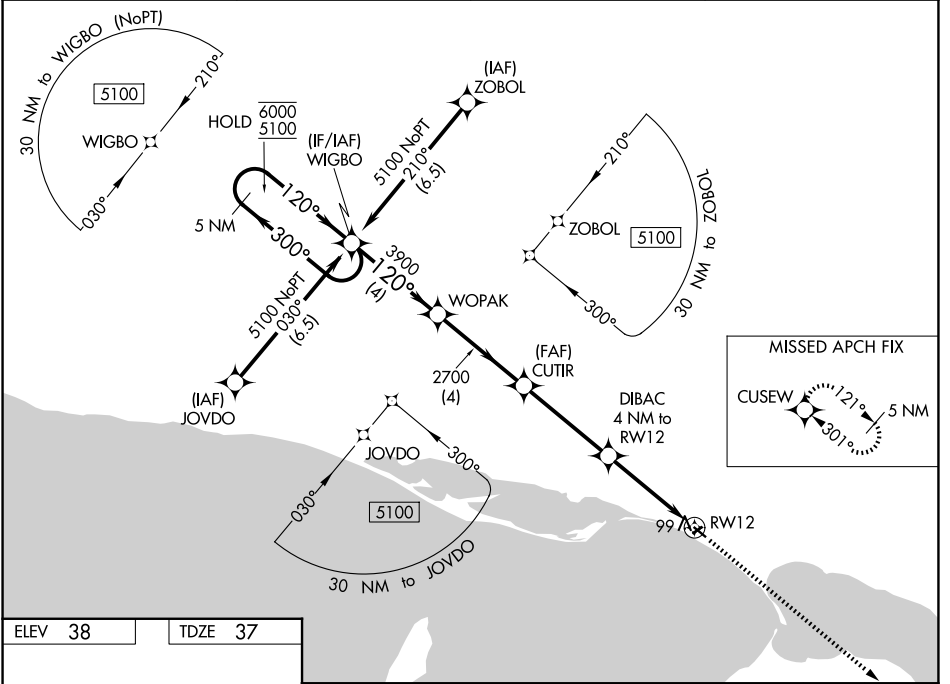 30 NM to WIGBO (NoPT)
5100
210°
WIGBO
030°
HOLD 6000
5100
(IF/IAF)
WIGBO
(IAF)
ZOBOL
5100 NoPT
210°
(6.5)
5 NM
120°
300°
3900
120°
(4)
WOPAK
5100 NoPT
030°
(6.5)
(IAF)
JOVDO
210°
ZOBOL
5100
300°
30 NM to ZOBOL
2700
(4)
(FAF)
CUTIR
DIBAC
4 NM to
RW12
MISSED APCH FIX
CUSEW
121°
301°
5 NM
JOVDO
030°
300°
5100
30 NM to JOVDO
99
RW12
ELEV 38
TDZE 37